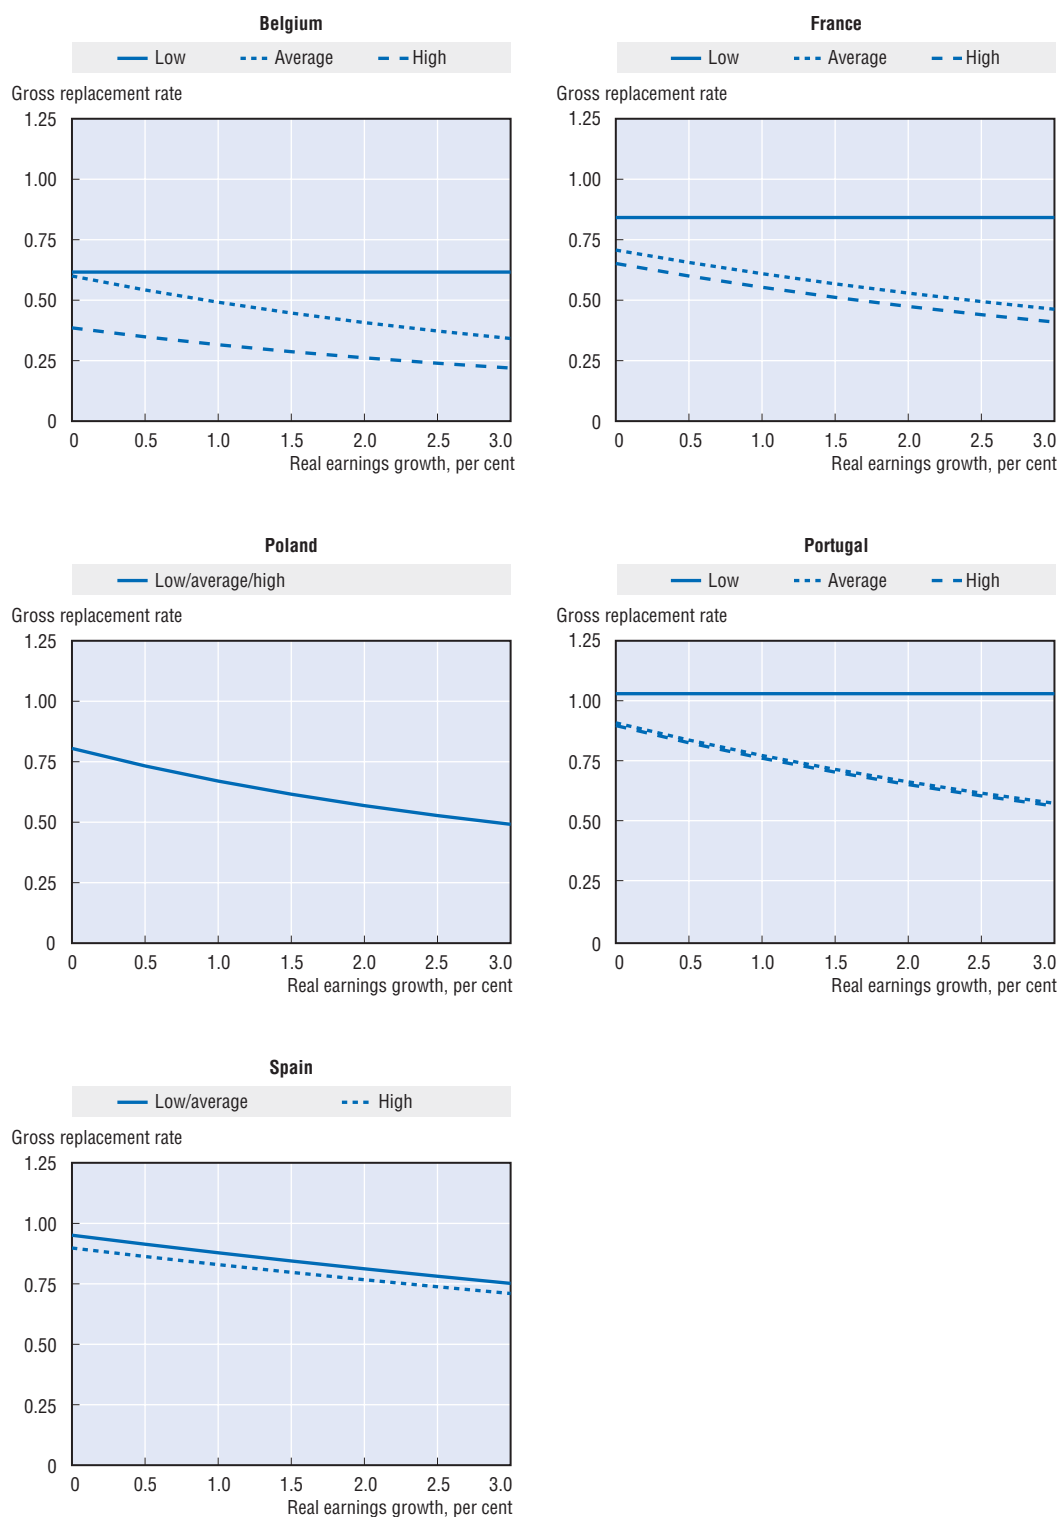 Belgium
Low Average High
Gross replacement rate
1.25
1.00
0.75
0.50
0.25
0
0 0.5 1.0 1.5 2.0 2.5 3.0
Real earnings growth, per cent
France
Low Average High
Gross replacement rate
1.25
1.00
0.75
0.50
0.25
0
0 0.5 1.0 1.5 2.0 2.5 3.0
Real earnings growth, per cent
Poland
Low/average/high
Gross replacement rate
1.25
1.00
0.75
0.50
0.25
0
0 0.5 1.0 1.5 2.0 2.5 3.0
Real earnings growth, per cent
Portugal
Low Average High
Gross replacement rate
1.25
1.00
0.75
0.50
0.25
0
0 0.5 1.0 1.5 2.0 2.5 3.0
Real earnings growth, per cent
Spain
Low/average High
Gross replacement rate
1.25
1.00
0.75
0.50
0.25
0
0 0.5 1.0 1.5 2.0 2.5 3.0
Real earnings growth, per cent